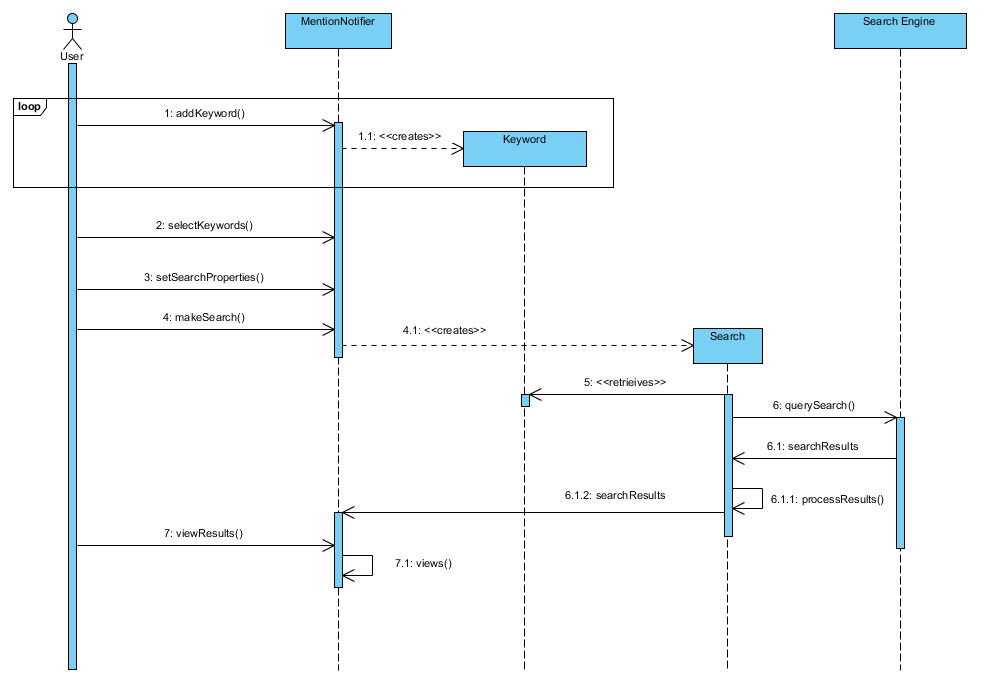 MentionNotifier
Search Engine
User
loop
1: addKeyword()
1.1: <<creates>>
Keyword
2: selectKeywords()
3: setSearchProperties()
4: makeSearch()
4.1: <<creates>>
Search
5: <<retrieives>>
6: querySearch()
6.1: searchResults
6.1.2: searchResults
6.1.1: processResults()
7: viewResults()
7.1: views()